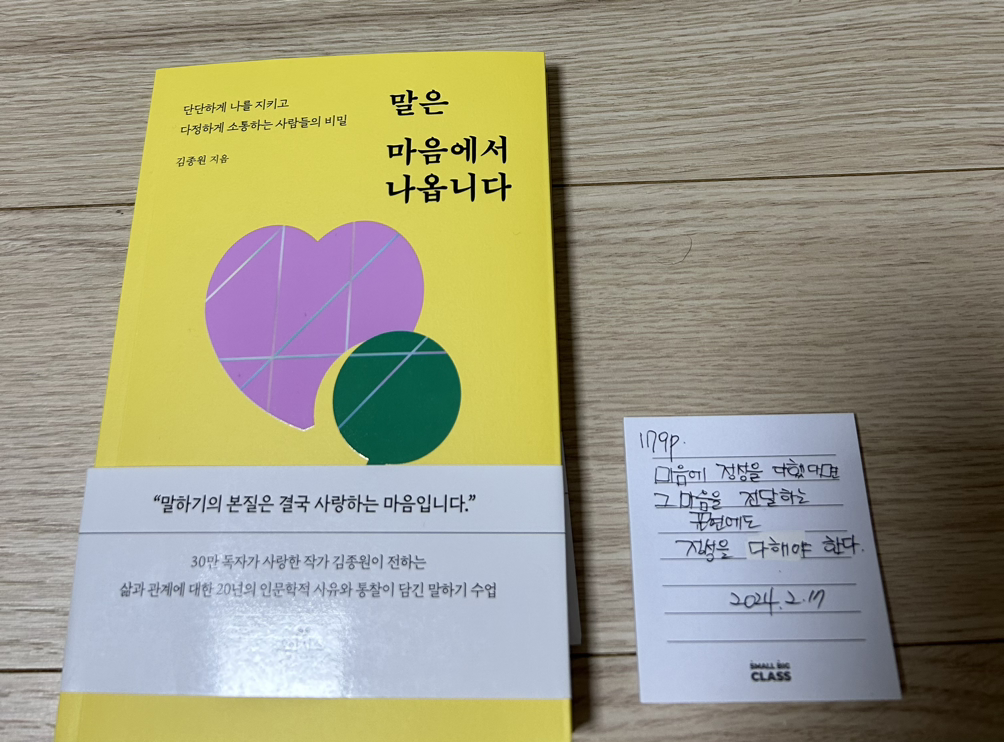 단단하게 나를 지키고
다정하게 소통하는 사람들의 비밀
김종원 지음
말은
마음에서
나옵니다
“말하기의 본질은 결국 사랑하는 마음입니다.”
30만 독자가 사랑한 작가 김종원이 전하는
삶과 관계에 대한 20년의 인문학적 사유와 통찰이 담긴 말하기 수업
179p.
마음에 정성을 다했다면
그 마음을 전달하는
표현에도
정성을 다해야 한다.
2024. 2. 17
SMALL BIG
CLASS